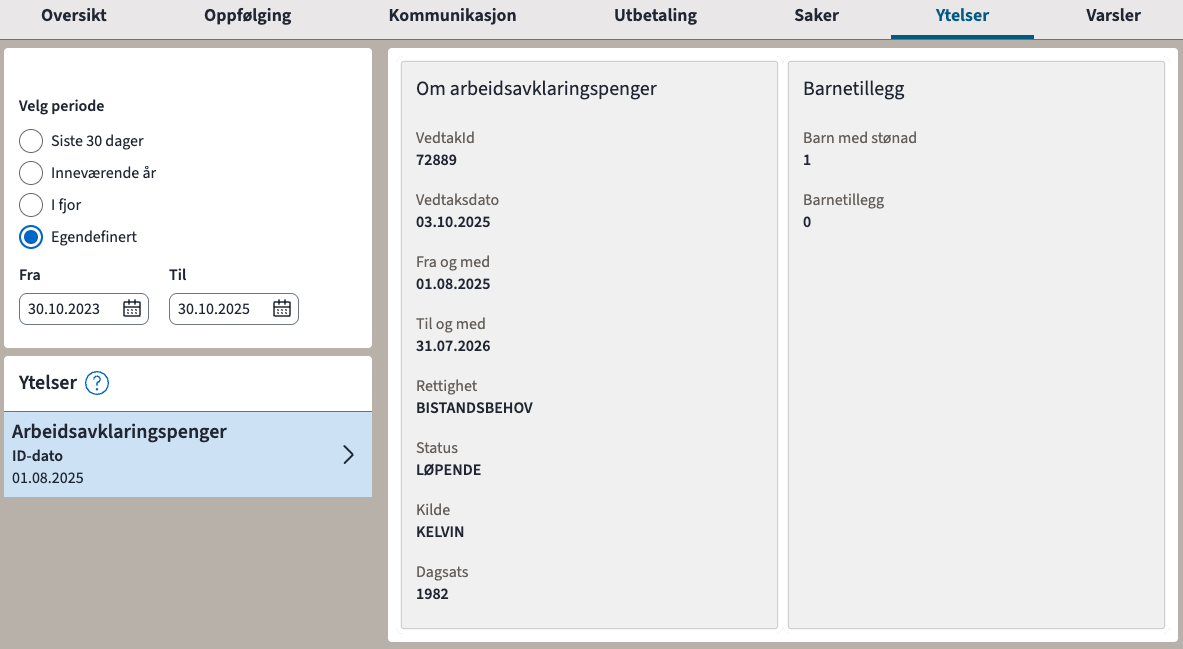 Oversikt Oppfølging Kommunikasjon Utbetaling Saker Ytelser Varsler
Velg periode
Siste 30 dager
Inneværende år
I fjor
Egendefinert
Fra Til
30.10.2023 30.10.2025
Ytelser ?
Arbeidsavklaringspenger
ID-dato
01.08.2025
Om arbeidsavklaringspenger
VedtakId
72889
Vedtaksdato
03.10.2025
Fra og med
01.08.2025
Til og med
31.07.2026
Rettighet
BISTANDSBEHOV
Status
LØPENDE
Kilde
KELVIN
Dagsats
1982
Barnetillegg
Barn med stønad
1
Barnetillegg
0